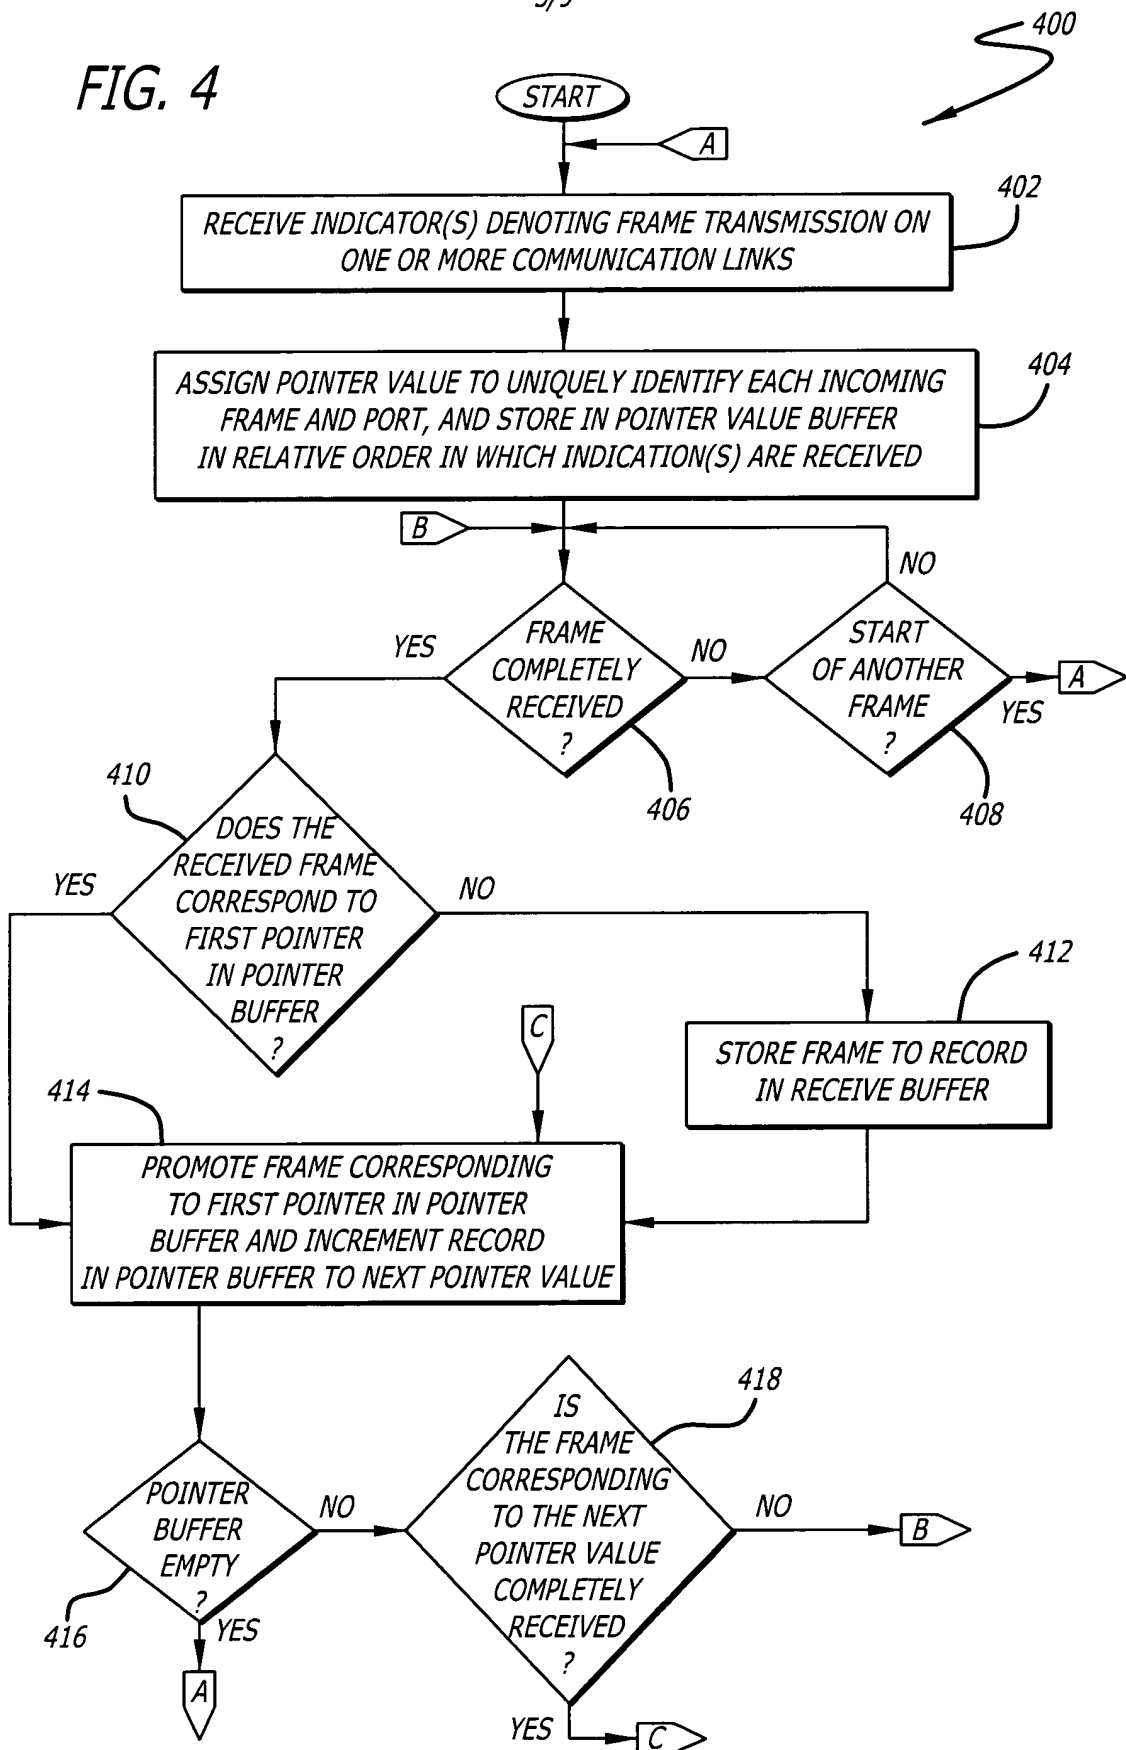 400
FIG. 4
START
A
402
RECEIVE INDICATOR(S) DENOTING FRAME TRANSMISSION ON
ONE OR MORE COMMUNICATION LINKS
404
ASSIGN POINTER VALUE TO UNIQUELY IDENTIFY EACH INCOMING
FRAME AND PORT, AND STORE IN POINTER VALUE BUFFER
IN RELATIVE ORDER IN WHICH INDICATION(S) ARE RECEIVED
B
NO
YES
FRAME
COMPLETELY
RECEIVED
?
406
NO
START
OF ANOTHER
FRAME
?
408
YES
A
410
DOES THE
RECEIVED FRAME
CORRESPOND TO
FIRST POINTER
IN POINTER
BUFFER
?
YES
NO
412
STORE FRAME TO RECORD
IN RECEIVE BUFFER
C
414
PROMOTE FRAME CORRESPONDING
TO FIRST POINTER IN POINTER
BUFFER AND INCREMENT RECORD
IN POINTER BUFFER TO NEXT POINTER VALUE
418
POINTER
BUFFER
EMPTY
?
416
YES
A
NO
IS
THE FRAME
CORRESPONDING
TO THE NEXT
POINTER VALUE
COMPLETELY
RECEIVED
?
NO
B
YES
C